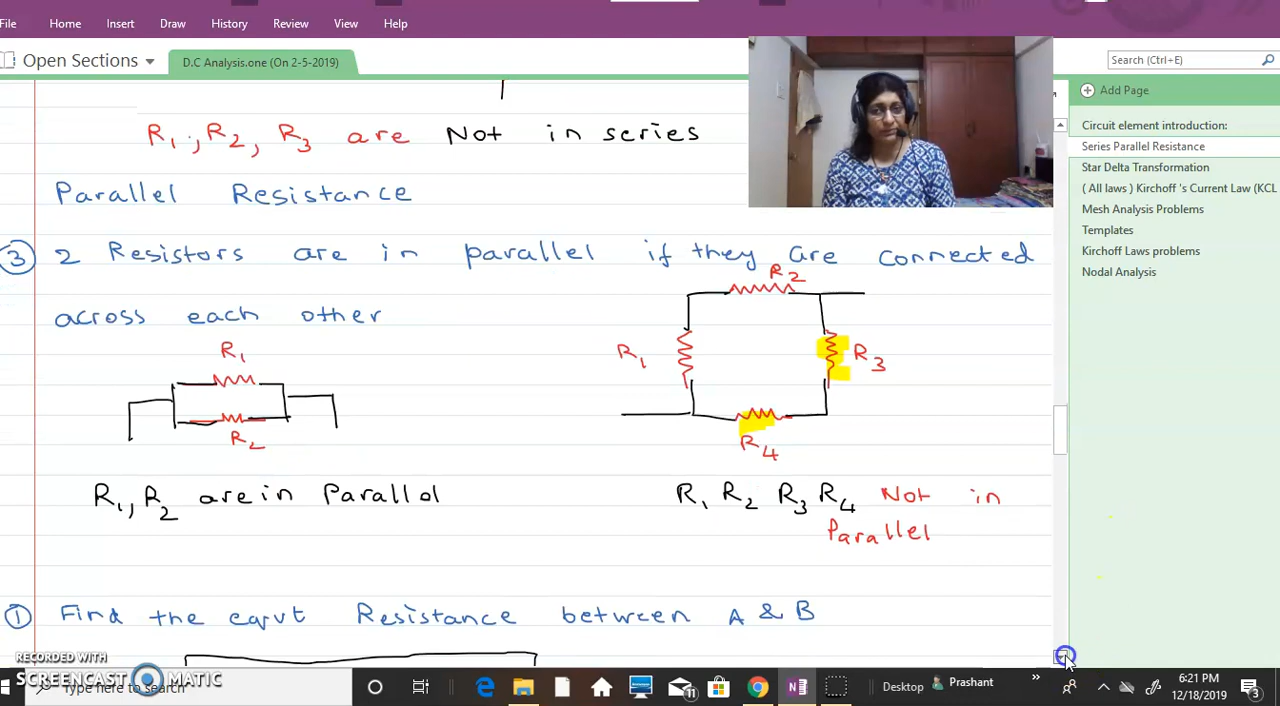 File Home Insert Draw History Review View Help
Open Sections
D.C Analysis.one (On 2-5-2019)
Search (Ctrl+E)
Add Page
Circuit element introduction:
Series Parallel Resistance
Star Delta Transformation
( All laws ) Kirchoff 's Current Law (KCL
Mesh Analysis Problems
Templates
Kirchoff Laws problems
Nodal Analysis
R1, R2, R3 are Not in series
Parallel Resistance
③ 2 Resistors are in parallel if they are connected
across each other
R1
R2
R2
R1
R3
R4
R1, R2 are in Parallol
R1 R2 R3 R4 Not in
Parallel
① Find the eqvt Resistance between A & B
RECORDED WITH
SCREENCAST MATIC
Type here to search
11
Desktop
Prashant
6:21 PM
12/18/2019
3